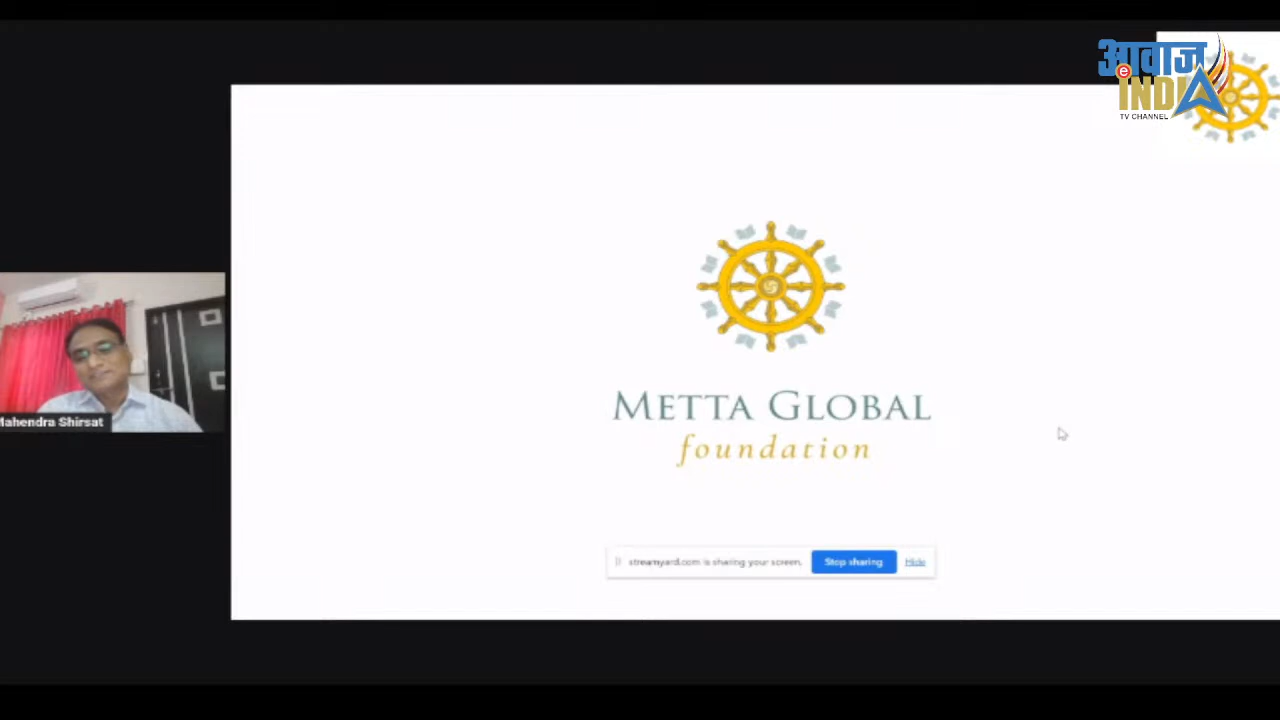 आवाज
e
INDIA
TV CHANNEL
METTA GLOBAL
foundation
Mahendra Shirsat
streamyard.com is sharing your screen.
Stop sharing
Hide